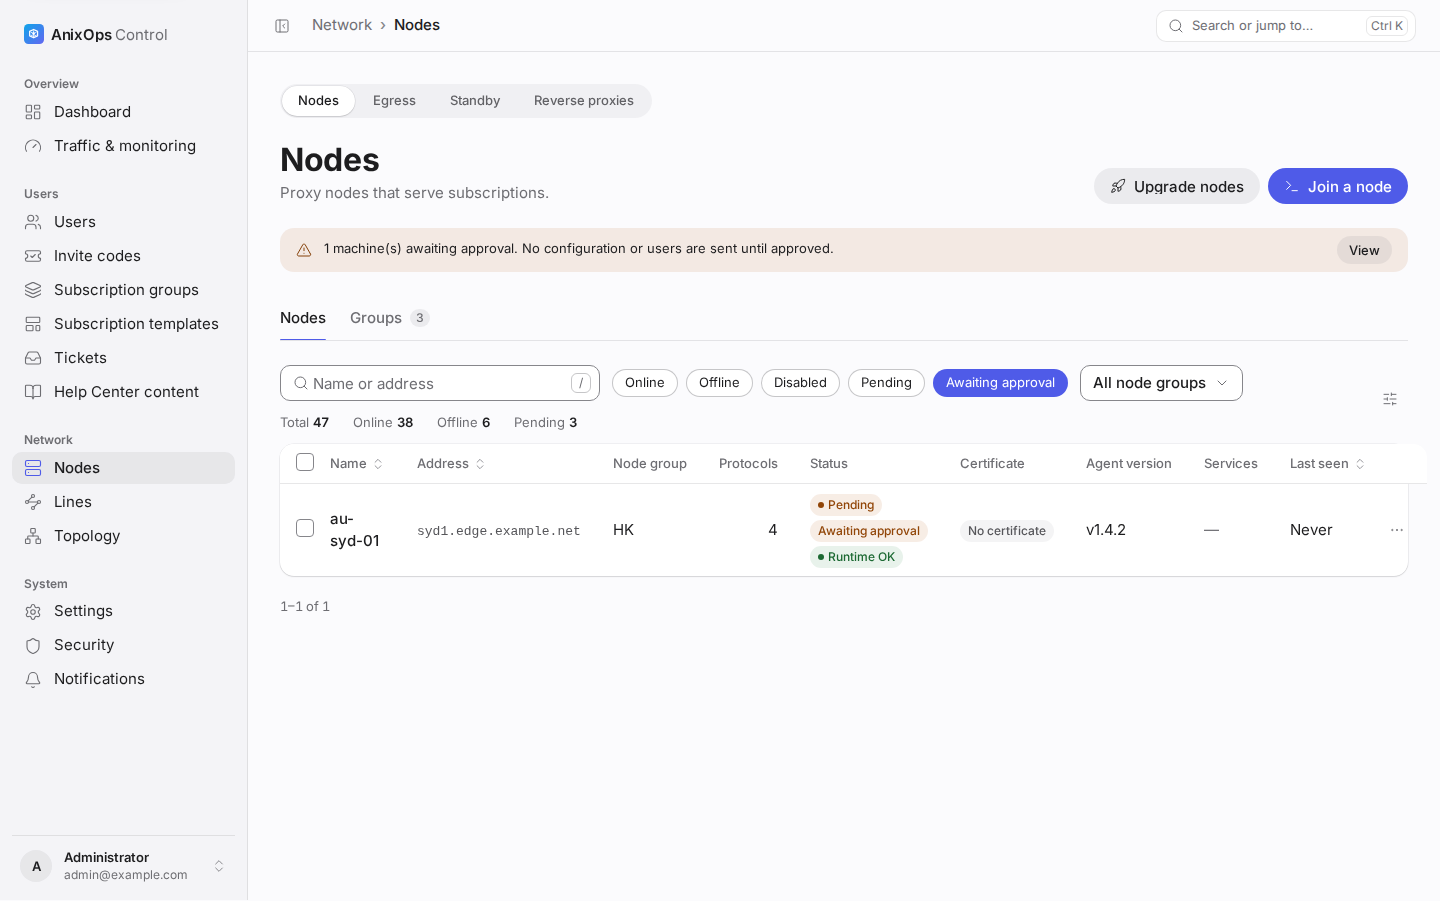 AnixOps Control
Overview
Dashboard
Traffic & monitoring
Users
Users
Invite codes
Subscription groups
Subscription templates
Tickets
Help Center content
Network
Nodes
Lines
Topology
System
Settings
Security
Notifications
A
Administrator
admin@example.com
Network › Nodes
Search or jump to...
Ctrl K
Nodes Egress Standby Reverse proxies
Nodes
Proxy nodes that serve subscriptions.
Upgrade nodes
Join a node
1 machine(s) awaiting approval. No configuration or users are sent until approved.
View
Nodes Groups 3
Name or address /
Online Offline Disabled Pending Awaiting approval All node groups
Total 47 Online 38 Offline 6 Pending 3
Name Address Node group Protocols Status Certificate Agent version Services Last seen
au-
syd-01
syd1.edge.example.net
HK
4
Pending
Awaiting approval
Runtime OK
No certificate
v1.4.2
—
Never
1–1 of 1